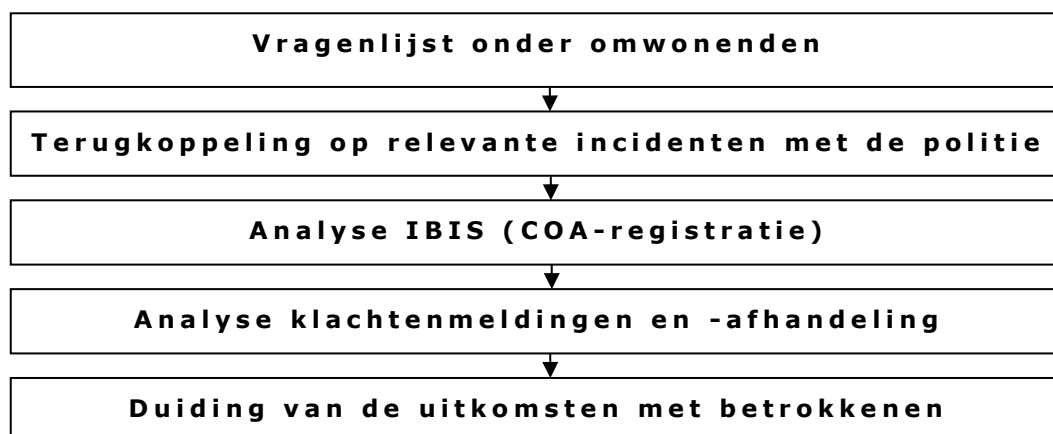 Vragenlijst onder omwonenden
Terugkoppeling op relevante incidenten met de politie
Analyse IBIS (COA-registratie)
Analyse klachtenmeldingen en -afhandeling
Duiding van de uitkomsten met betrokkenen